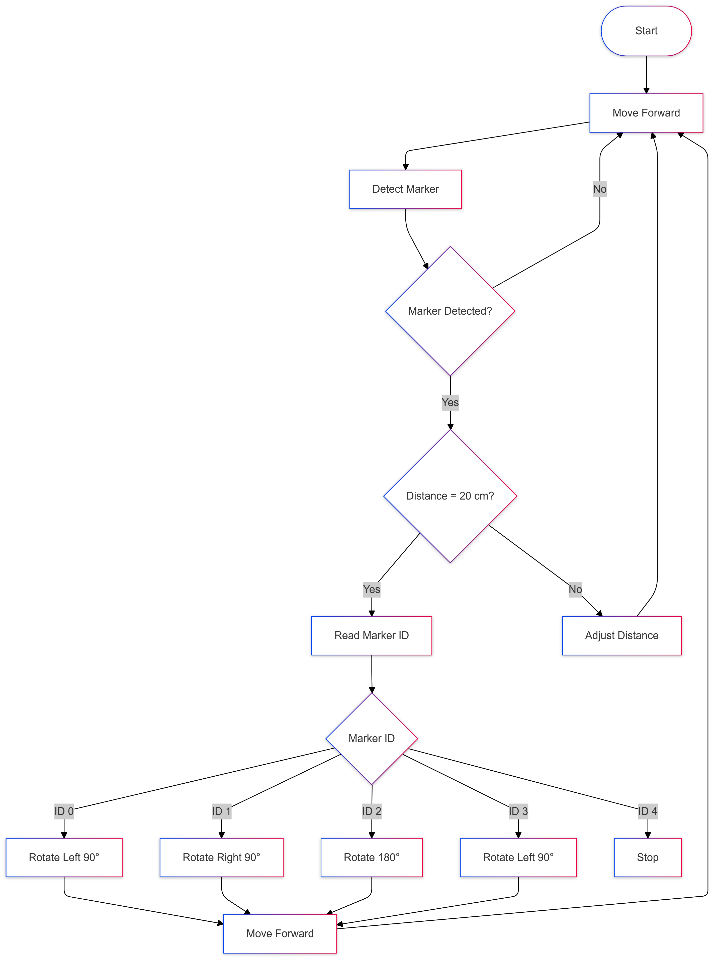 Start
Move Forward
Detect Marker
No
Marker Detected?
Yes
Distance = 20 cm?
Yes
No
Read Marker ID
Adjust Distance
Marker ID
ID 0
ID 1
ID 2
ID 3
ID 4
Rotate Left 90°
Rotate Right 90°
Rotate 180°
Rotate Left 90°
Stop
Move Forward